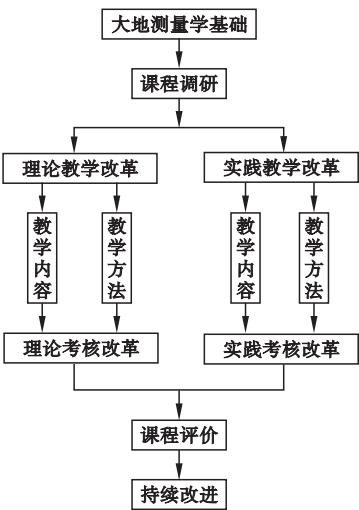 大地测量学基础
课程调研
理论教学改革
实践教学改革
教学内容
教学方法
教学内容
教学方法
理论考核改革
实践考核改革
课程评价
持续改进